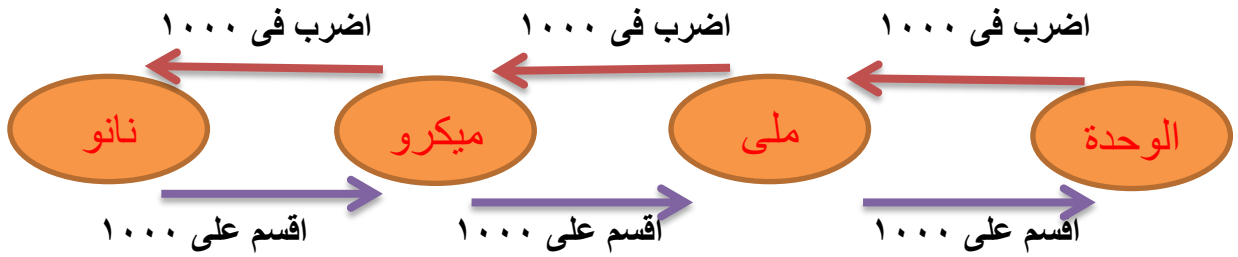 اضرب فى ١٠٠٠ اضرب فى ١٠٠٠ اضرب فى ١٠٠٠
الوحدة ملى ميكرو نانو
اقسم على ١٠٠٠ اقسم على ١٠٠٠ اقسم على ١٠٠٠